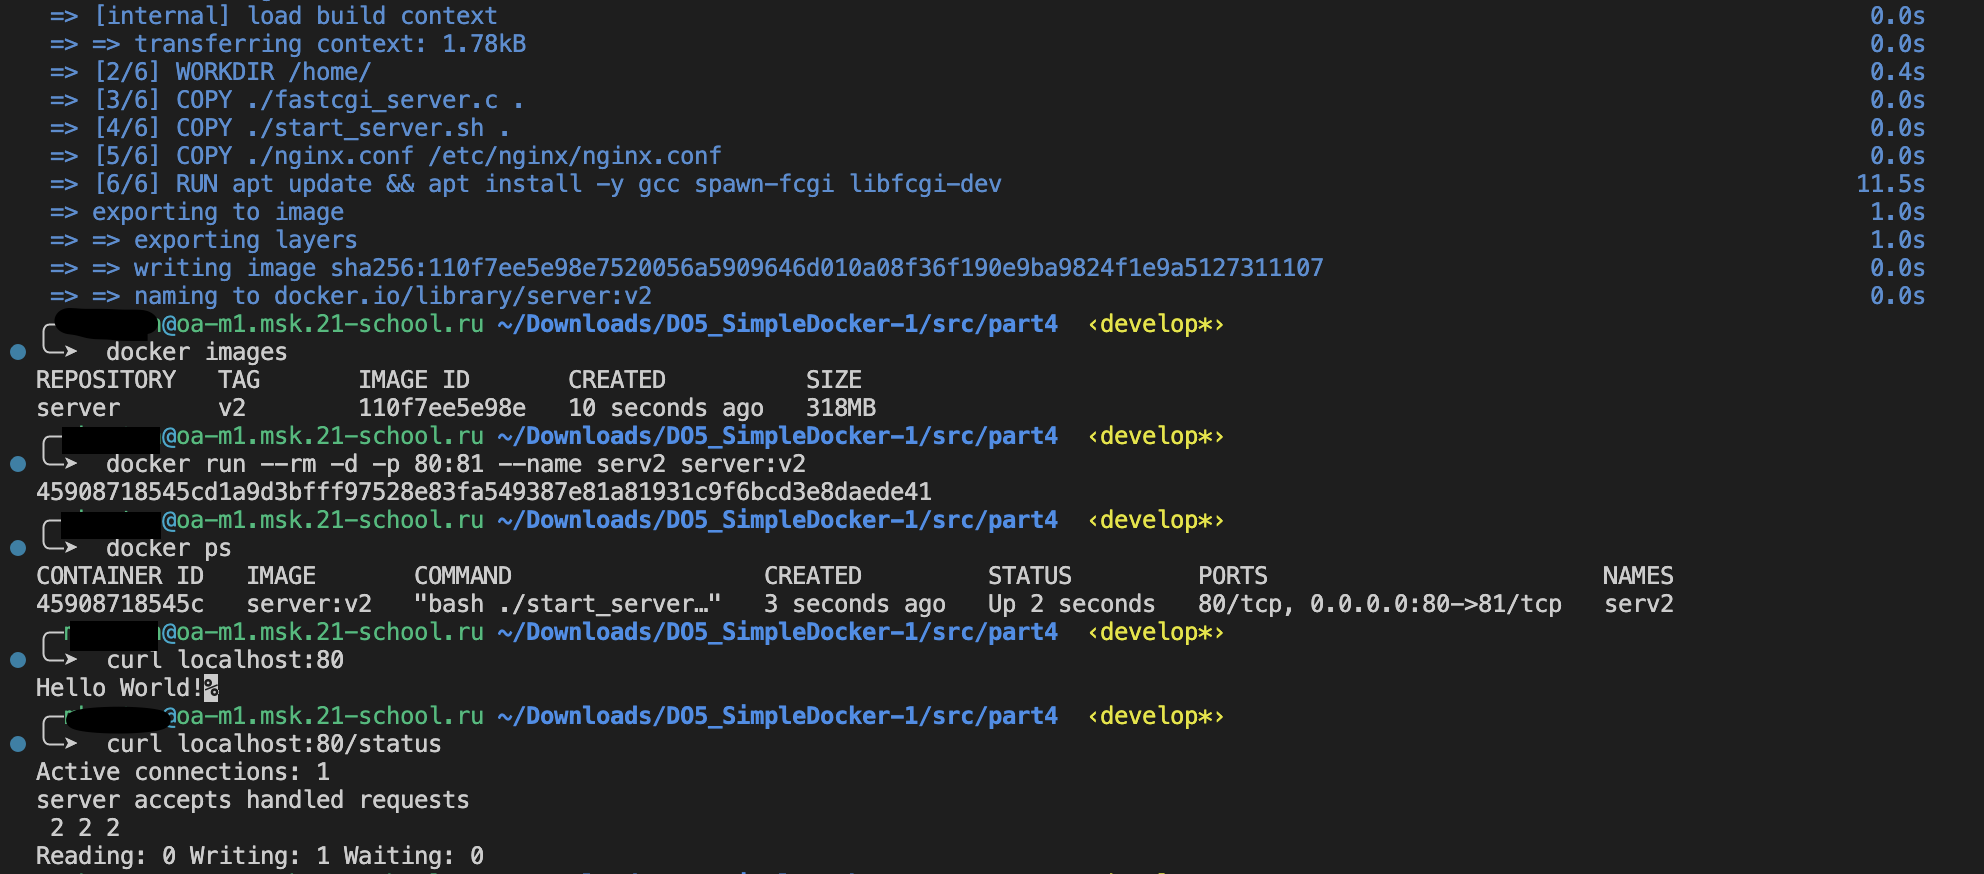 => [internal] load build context 0.0s
=> => transferring context: 1.78kB 0.0s
=> [2/6] WORKDIR /home/ 0.4s
=> [3/6] COPY ./fastcgi_server.c . 0.0s
=> [4/6] COPY ./start_server.sh . 0.0s
=> [5/6] COPY ./nginx.conf /etc/nginx/nginx.conf 0.0s
=> [6/6] RUN apt update && apt install -y gcc spawn-fcgi libfcgi-dev 11.5s
=> exporting to image 1.0s
=> => exporting layers 1.0s
=> => writing image sha256:110f7ee5e98e7520056a5909646d010a08f36f190e9ba9824f1e9a5127311107 0.0s
=> => naming to docker.io/library/server:v2 0.0s
@oa-m1.msk.21-school.ru ~/Downloads/DO5_SimpleDocker-1/src/part4 ‹develop*›
docker images
REPOSITORY TAG IMAGE ID CREATED SIZE
server v2 110f7ee5e98e 10 seconds ago 318MB
@oa-m1.msk.21-school.ru ~/Downloads/DO5_SimpleDocker-1/src/part4 ‹develop*›
docker run --rm -d -p 80:81 --name serv2 server:v2
45908718545cd1a9d3bfff97528e83fa549387e81a81931c9f6bcd3e8daede41
@oa-m1.msk.21-school.ru ~/Downloads/DO5_SimpleDocker-1/src/part4 ‹develop*›
docker ps
CONTAINER ID IMAGE COMMAND CREATED STATUS PORTS NAMES
45908718545c server:v2 "bash ./start_server…" 3 seconds ago Up 2 seconds 80/tcp, 0.0.0.0:80->81/tcp serv2
@oa-m1.msk.21-school.ru ~/Downloads/DO5_SimpleDocker-1/src/part4 ‹develop*›
curl localhost:80
Hello World!%
@oa-m1.msk.21-school.ru ~/Downloads/DO5_SimpleDocker-1/src/part4 ‹develop*›
curl localhost:80/status
Active connections: 1
server accepts handled requests
2 2 2
Reading: 0 Writing: 1 Waiting: 0